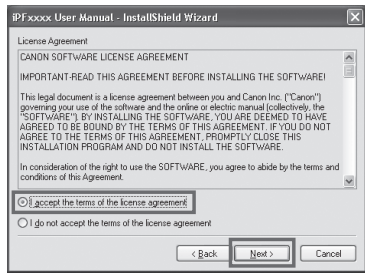 iPFxxxx User Manual - InstallShield Wizard
License Agreement
CANON SOFTWARE LICENSE AGREEMENT
IMPORTANT-READ THIS AGREEMENT BEFORE INSTALLING THE SOFTWARE!
This legal document is a license agreement between you and Canon Inc. ("Canon")
governing your use of the software and the online or electric manual (collectively, the
"SOFTWARE"). BY INSTALLING THE SOFTWARE, YOU ARE DEEMED TO HAVE
AGREED TO BE BOUND BY THE TERMS OF THIS AGREEMENT. IF YOU DO NOT
AGREE TO THE TERMS OF THIS AGREEMENT, PROMPTLY CLOSE THIS
INSTALLATION PROGRAM AND DO NOT INSTALL THE SOFTWARE.
In consideration of the right to use the SOFTWARE, you agree to abide by the terms and
conditions of this Agreement.
I accept the terms of the license agreement
I do not accept the terms of the license agreement
< Back Next > Cancel